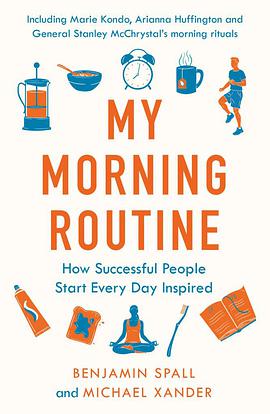 Including Marie Kondo, Arianna Huffington and
General Stanley McChrystal's morning rituals
MY
MORNING
ROUTINE
How Successful People
Start Every Day Inspired
BENJAMIN SPALL
and MICHAEL XANDER